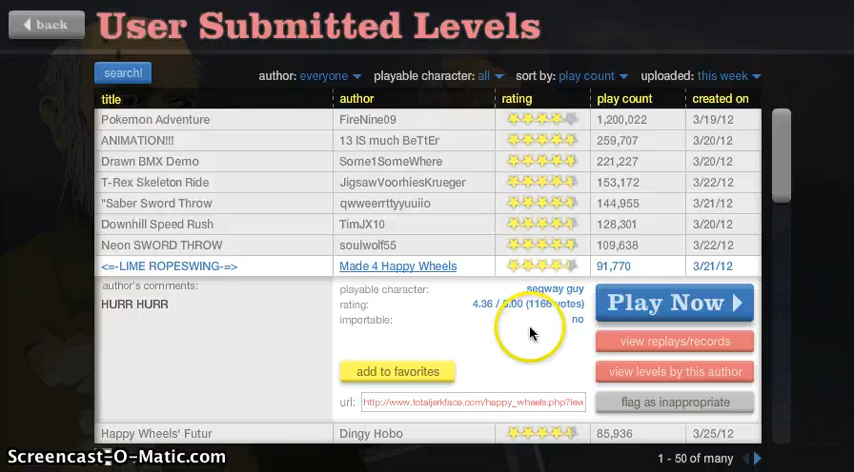 back
User Submitted Levels
search!
author: everyone
playable character: all
sort by: play count
uploaded: this week
title author rating play count created on
Pokemon Adventure FireNine09 1,200,022 3/19/12
ANIMATION!!! 13 IS much BeTtEr 259,707 3/20/12
Drawn BMX Demo Some1SomeWhere 221,227 3/20/12
T-Rex Skeleton Ride JigsawVoorhiesKrueger 153,172 3/22/12
"Saber Sword Throw qwweerrttyyuuiio 144,955 3/21/12
Downhill Speed Rush TimJX10 128,301 3/20/12
Neon SWORD THROW soulwolf55 109,638 3/22/12
<=-LIME ROPESWING-=> Made 4 Happy Wheels 91,770 3/21/12
author's comments:
HURR HURR
playable character: segway guy
rating: 4.36 / 5.00 (1166 votes)
importable: no
Play Now
view replays/records
add to favorites
view levels by this author
url: http://www.totaljerkface.com/happy_wheels.php?lev
flag as inappropriate
Happy Wheels' Futur Dingy Hobo 85,936 3/25/12
1 - 50 of many
Screencast-O-Matic.com